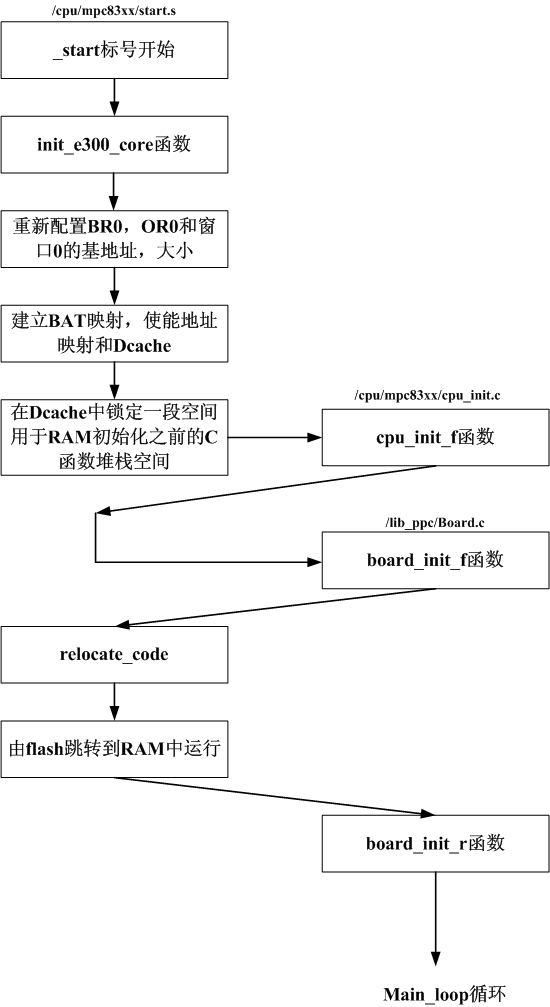 /cpu/mpc83xx/start.s
_start标号开始
init_e300_core函数
重新配置BR0，OR0和窗
口0的基地址，大小
建立BAT映射，使能地址
映射和Dcache
在Dcache中锁定一段空间
用于RAM初始化之前的C
函数堆栈空间
/cpu/mpc83xx/cpu_init.c
cpu_init_f函数
/lib_ppc/Board.c
board_init_f函数
relocate_code
由flash跳转到RAM中运行
board_init_r函数
Main_loop循环